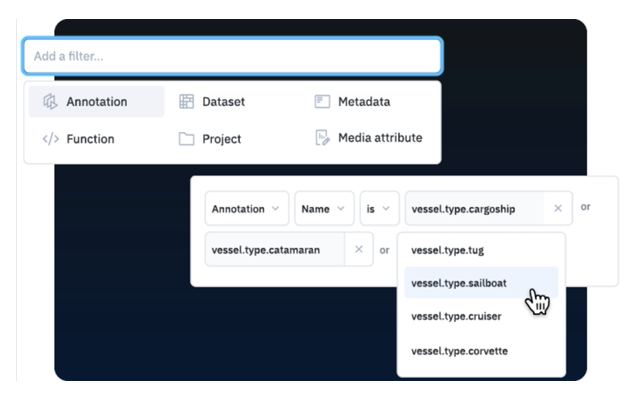 Add a filter...
Annotation Dataset Metadata
</> Function Project Media attribute
Annotation Name is vessel.type.cargoship × or
vessel.type.catamaran × or vessel.type.tug
vessel.type.sailboat
vessel.type.cruiser
vessel.type.corvette